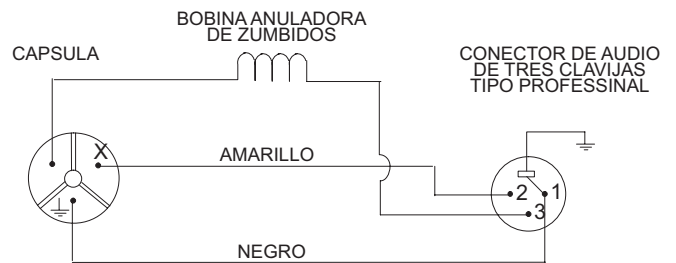 BOBINA ANULADORA
DE ZUMBIDOS
CAPSULA
CONECTOR DE AUDIO
DE TRES CLAVIJAS
TIPO PROFESSINAL
X
AMARILLO
2
1
3
NEGRO